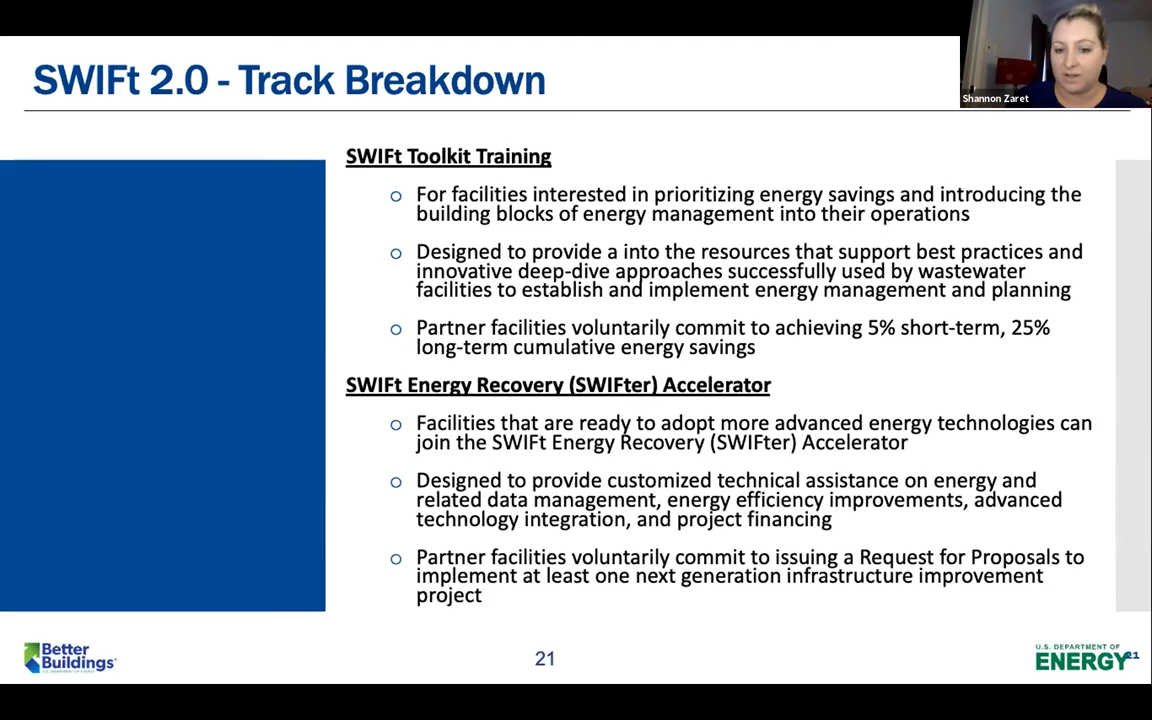 SWIFt 2.0 - Track Breakdown
Shannon Zaret
SWIFt Toolkit Training
For facilities interested in prioritizing energy savings and introducing the
building blocks of energy management into their operations
Designed to provide a into the resources that support best practices and
innovative deep-dive approaches successfully used by wastewater
facilities to establish and implement energy management and planning
Partner facilities voluntarily commit to achieving 5% short-term, 25%
long-term cumulative energy savings
SWIFt Energy Recovery (SWIFter) Accelerator
Facilities that are ready to adopt more advanced energy technologies can
join the SWIFt Energy Recovery (SWIFter) Accelerator
Designed to provide customized technical assistance on energy and
related data management, energy efficiency improvements, advanced
technology integration, and project financing
Partner facilities voluntarily commit to issuing a Request for Proposals to
implement at least one next generation infrastructure improvement
project
Better
Buildings
U.S. DEPARTMENT OF ENERGY
21
U.S. DEPARTMENT OF
ENERGY
21